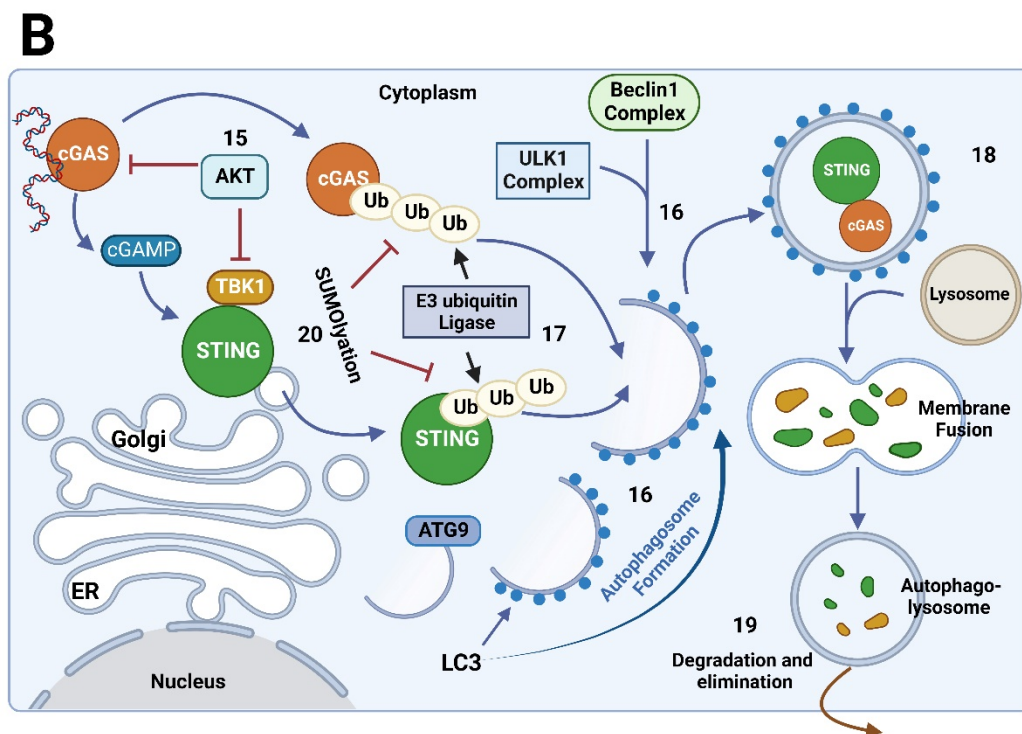 B
Cytoplasm
Beclin1
Complex
cGAS
15
AKT
cGAS
Ub
Ub
Ub
ULK1
Complex
16
STING
cGAS
18
cGAMP
TBK1
STING
SUMOlyation
20
E3 ubiquitin
Ligase
17
Lysosome
Ub
Ub
Ub
STING
Membrane
Fusion
Golgi
ATG9
16
Autophagosome
Formation
ER
Autophago-
lysosome
LC3
19
Degradation and
elimination
Nucleus